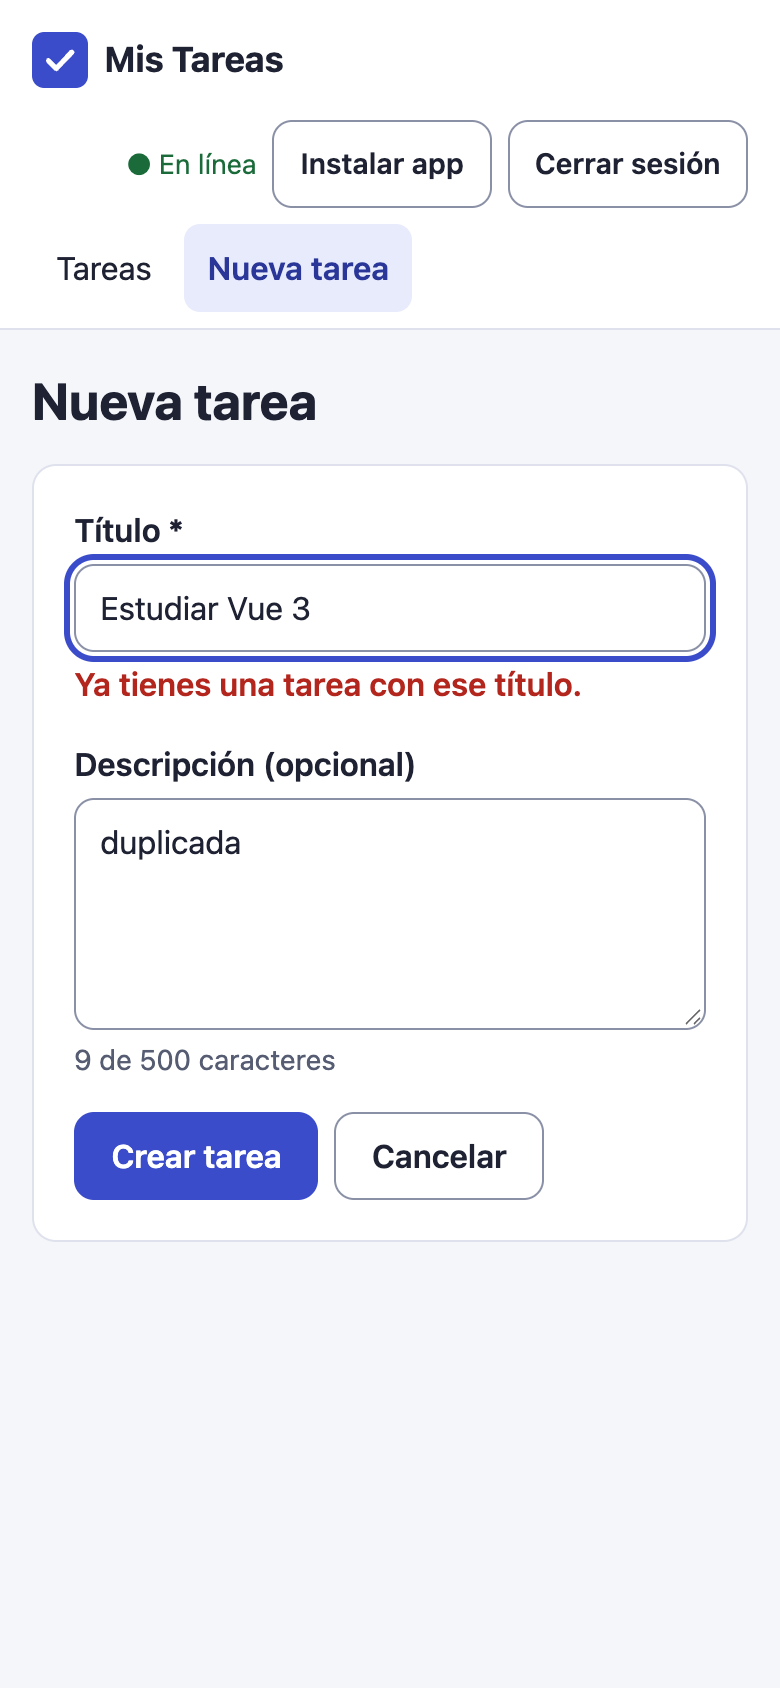 Mis Tareas
En línea
Instalar app
Cerrar sesión
Tareas
Nueva tarea
Nueva tarea
Título *
Estudiar Vue 3
Ya tienes una tarea con ese título.
Descripción (opcional)
duplicada
9 de 500 caracteres
Crear tarea
Cancelar